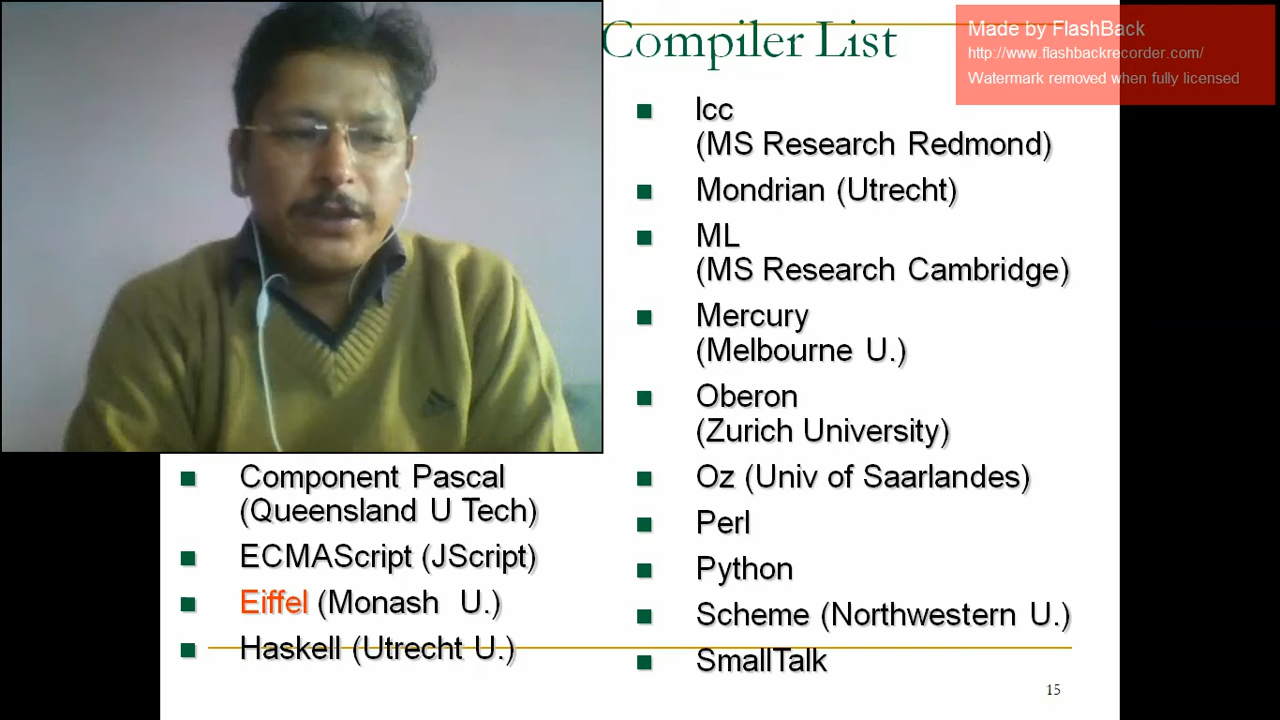 Compiler List
Made by FlashBack
http://www.flashbackrecorder.com/
Watermark removed when fully licensed
Component Pascal
(Queensland U Tech)
ECMAScript (JScript)
Eiffel (Monash U.)
Haskell (Utrecht U.)
lcc
(MS Research Redmond)
Mondrian (Utrecht)
ML
(MS Research Cambridge)
Mercury
(Melbourne U.)
Oberon
(Zurich University)
Oz (Univ of Saarlandes)
Perl
Python
Scheme (Northwestern U.)
SmallTalk
15